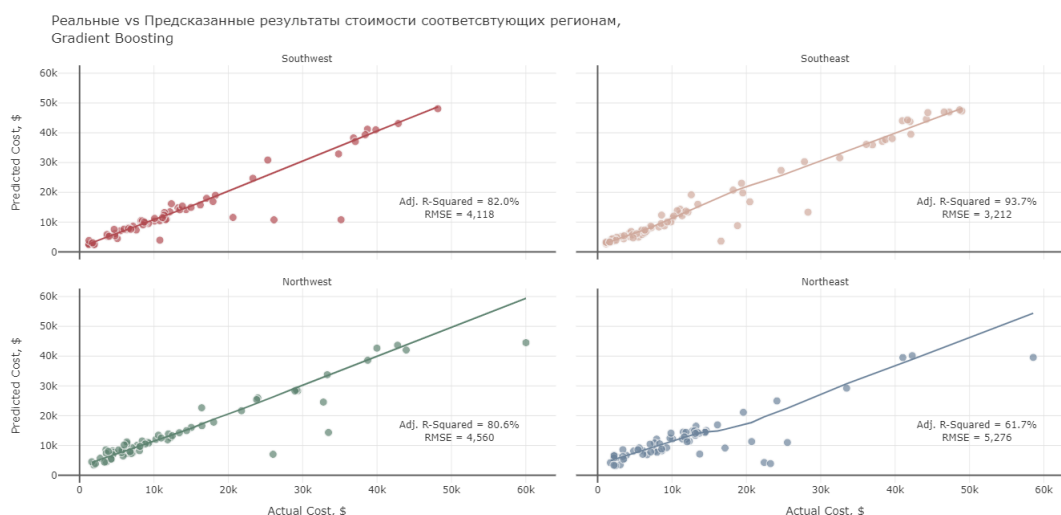 Реальные vs Предсказанные результаты стоимости соответсвтующих регионам,
Gradient Boosting
Southwest
Southeast
60k
50k
40k
30k
20k
10k
0
Predicted Cost, $
Adj. R-Squared = 82.0%
RMSE = 4,118
Adj. R-Squared = 93.7%
RMSE = 3,212
Northwest
Northeast
60k
50k
40k
30k
20k
10k
0
Predicted Cost, $
Adj. R-Squared = 80.6%
RMSE = 4,560
Adj. R-Squared = 61.7%
RMSE = 5,276
0 10k 20k 30k 40k 50k 60k
0 10k 20k 30k 40k 50k 60k
Actual Cost, $
Actual Cost, $